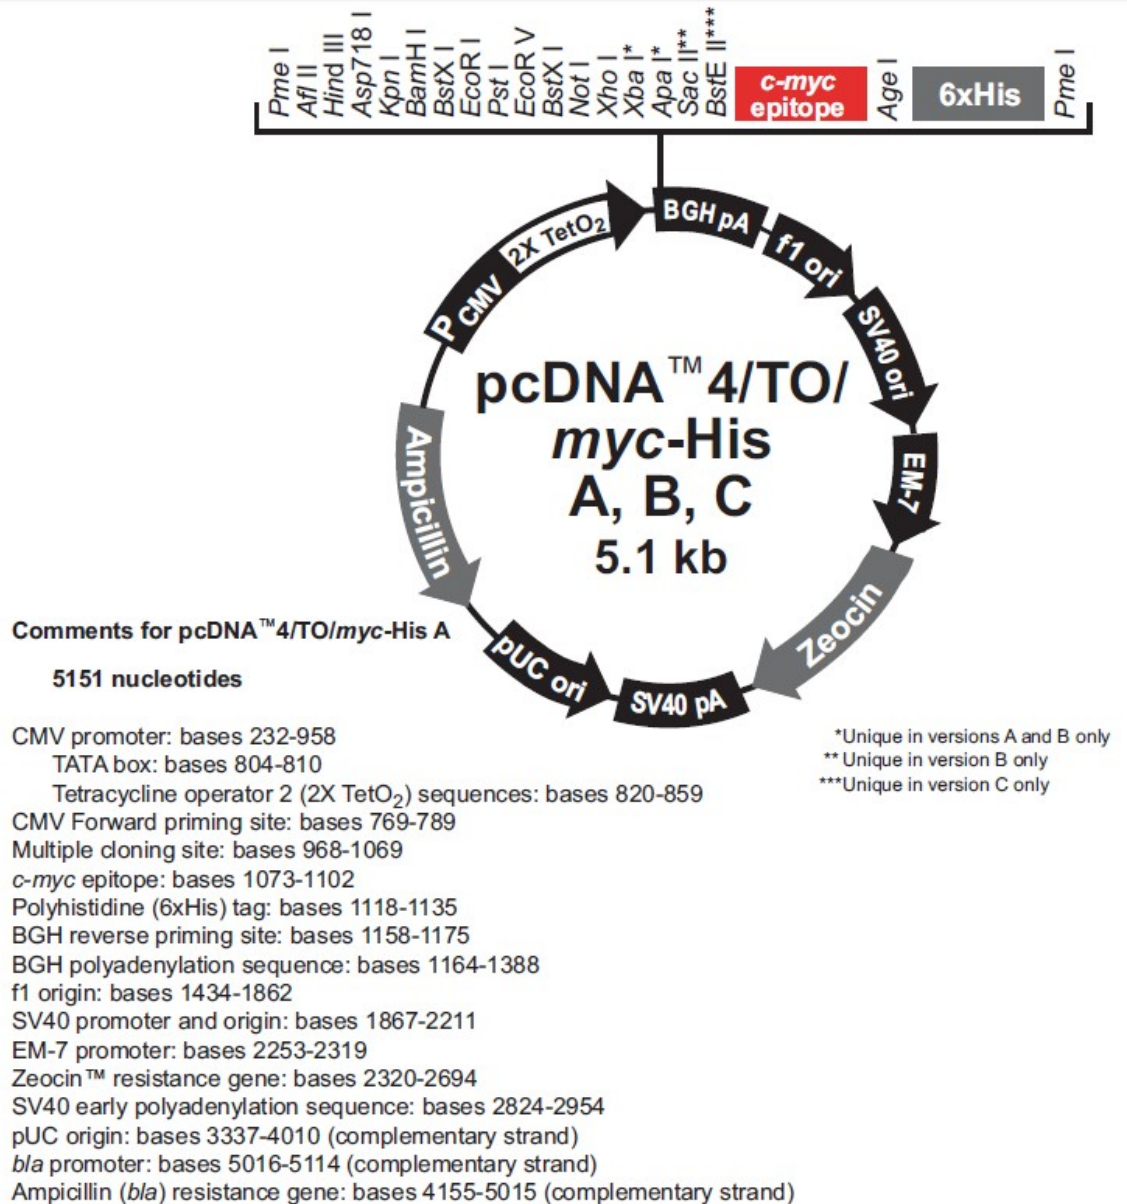 Pme I
Afl II
Hind III
Asp718 I
Kpn I
BamH I
BstX I
EcoR I
Pst I
EcoR V
BstX I
Not I
Xho I
Xba I*
Apa I*
Sac II**
BstE II***
c-myc
epitope
Age I
6xHis
Pme I
PCMV
2X TetO2
BGH pA
f1 ori
SV40 ori
EM-7
Zeocin
SV40 pA
pUC ori
Ampicillin
pcDNA™4/TO/
myc-His
A, B, C
5.1 kb
Comments for pcDNA™4/TO/myc-His A
5151 nucleotides
CMV promoter: bases 232-958
TATA box: bases 804-810
Tetracycline operator 2 (2X TetO2) sequences: bases 820-859
CMV Forward priming site: bases 769-789
Multiple cloning site: bases 968-1069
c-myc epitope: bases 1073-1102
Polyhistidine (6xHis) tag: bases 1118-1135
BGH reverse priming site: bases 1158-1175
BGH polyadenylation sequence: bases 1164-1388
f1 origin: bases 1434-1862
SV40 promoter and origin: bases 1867-2211
EM-7 promoter: bases 2253-2319
Zeocin™ resistance gene: bases 2320-2694
SV40 early polyadenylation sequence: bases 2824-2954
pUC origin: bases 3337-4010 (complementary strand)
bla promoter: bases 5016-5114 (complementary strand)
Ampicillin (bla) resistance gene: bases 4155-5015 (complementary strand)
*Unique in versions A and B only
** Unique in version B only
***Unique in version C only